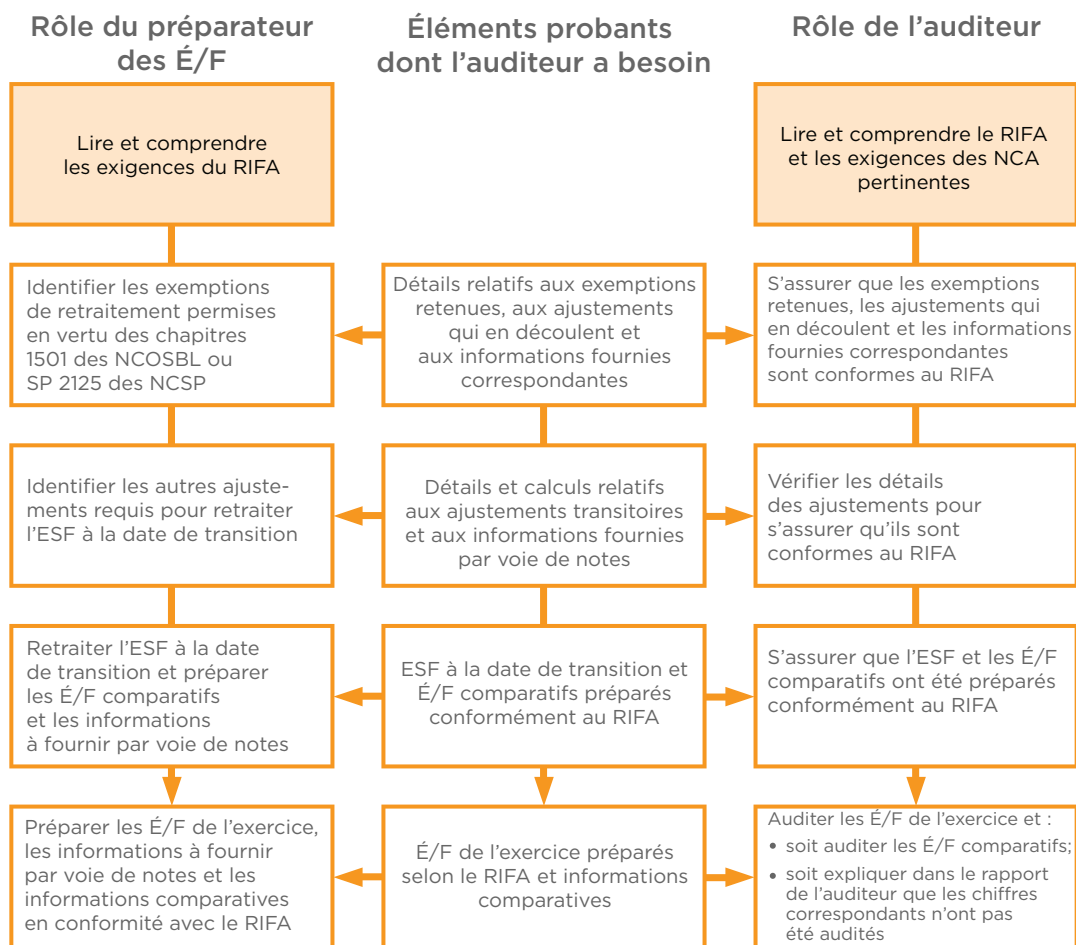 Rôle du préparateur
des É/F
Éléments probants
dont l'auditeur a besoin
Rôle de l'auditeur
Lire et comprendre
les exigences du RIFA
Lire et comprendre le RIFA
et les exigences des NCA
pertinentes
Identifier les exemptions
de retraitement permises
en vertu des chapitres
1501 des NCOSBL ou
SP 2125 des NCSP
Détails relatifs aux exemptions
retenues, aux ajustements
qui en découlent et
aux informations fournies
correspondantes
S'assurer que les exemptions
retenues, les ajustements qui
en découlent et les informations
fournies correspondantes
sont conformes au RIFA
Identifier les autres ajuste-
ments requis pour retraiter
l'ESF à la date de transition
Détails et calculs relatifs
aux ajustements transitoires
et aux informations fournies
par voie de notes
Vérifier les détails
des ajustements pour
s'assurer qu'ils sont
conformes au RIFA
Retraiter l'ESF à la date
de transition et préparer
les É/F comparatifs
et les informations
à fournir par voie de notes
ESF à la date de transition et
É/F comparatifs préparés
conformément au RIFA
S'assurer que l'ESF et les É/F
comparatifs ont été préparés
conformément au RIFA
Préparer les É/F de l'exercice,
les informations à fournir
par voie de notes et les
informations comparatives
en conformité avec le RIFA
É/F de l'exercice préparés
selon le RIFA et informations
comparatives
Auditer les É/F de l'exercice et :
• soit auditer les É/F comparatifs;
• soit expliquer dans le rapport
de l'auditeur que les chiffres
correspondants n'ont pas
été audités